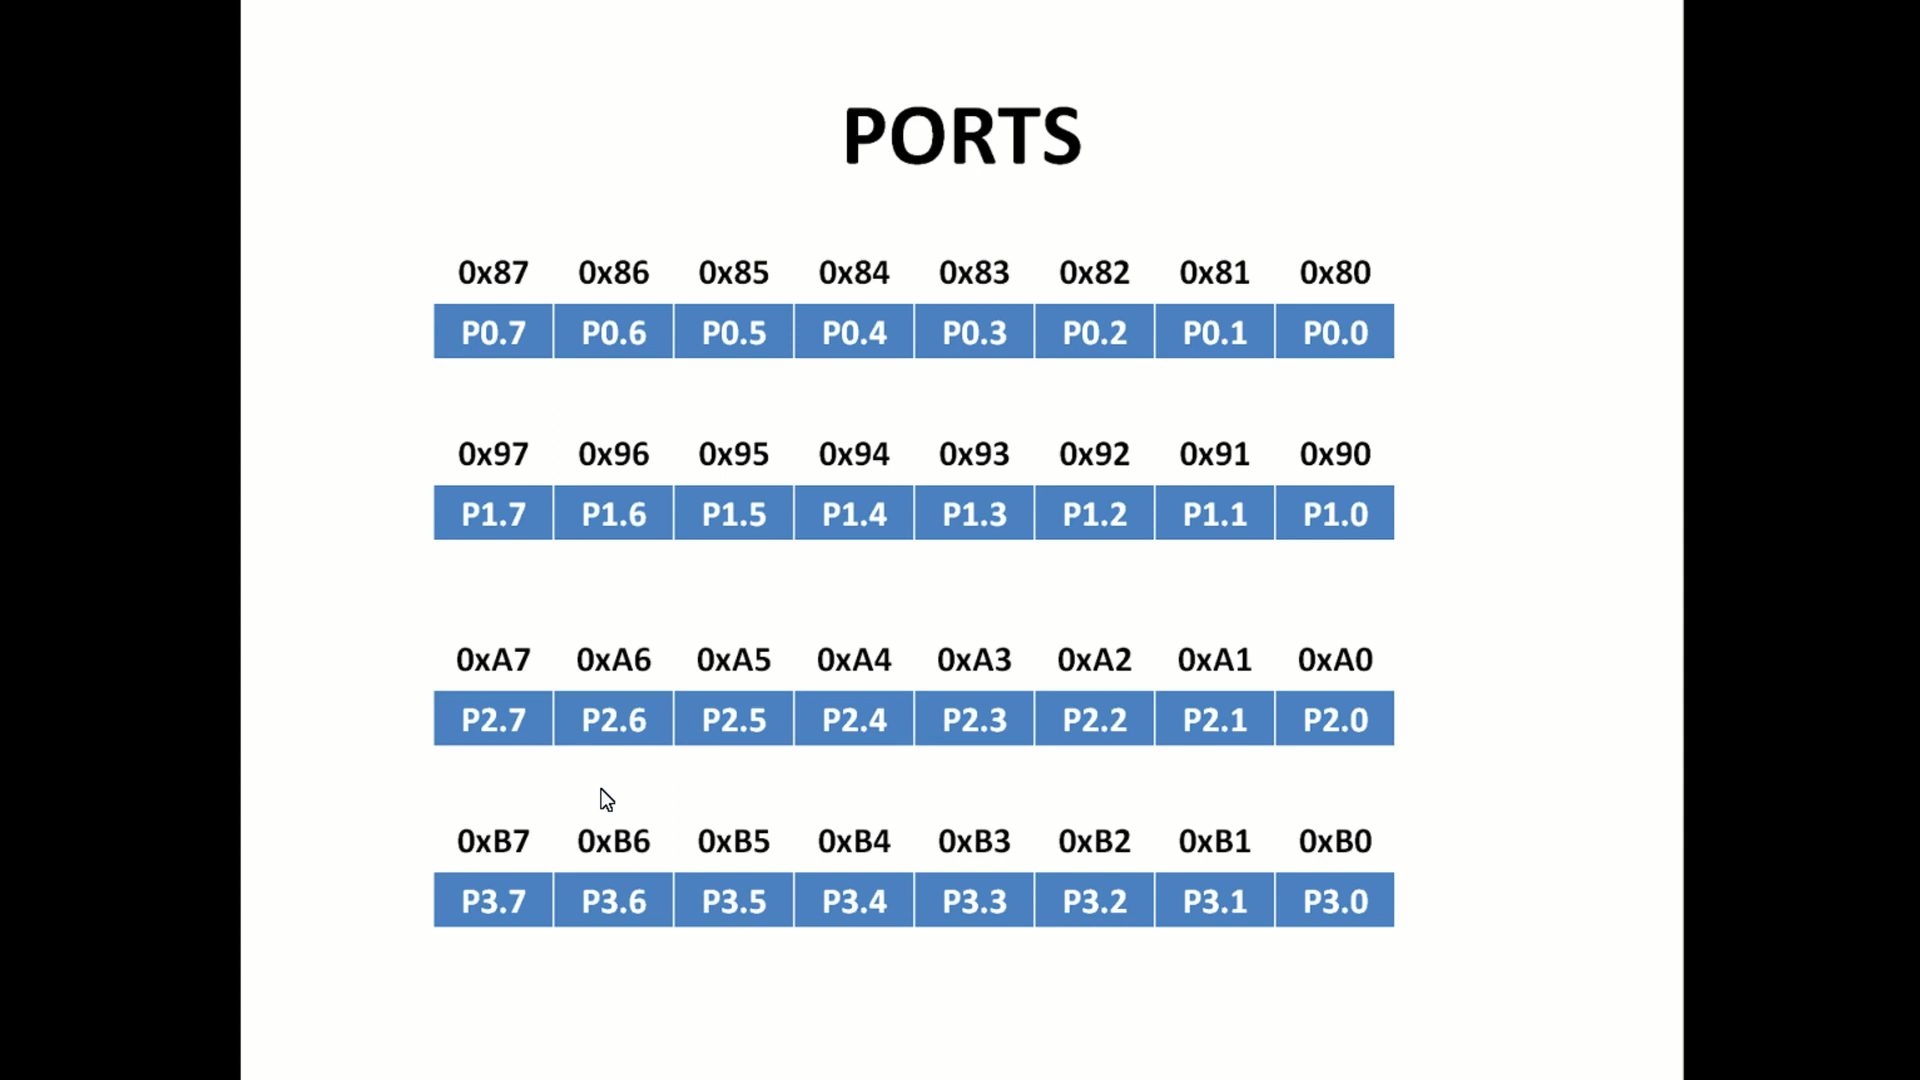 PORTS
0x87 0x86 0x85 0x84 0x83 0x82 0x81 0x80
P0.7 P0.6 P0.5 P0.4 P0.3 P0.2 P0.1 P0.0
0x97 0x96 0x95 0x94 0x93 0x92 0x91 0x90
P1.7 P1.6 P1.5 P1.4 P1.3 P1.2 P1.1 P1.0
0xA7 0xA6 0xA5 0xA4 0xA3 0xA2 0xA1 0xA0
P2.7 P2.6 P2.5 P2.4 P2.3 P2.2 P2.1 P2.0
0xB7 0xB6 0xB5 0xB4 0xB3 0xB2 0xB1 0xB0
P3.7 P3.6 P3.5 P3.4 P3.3 P3.2 P3.1 P3.0